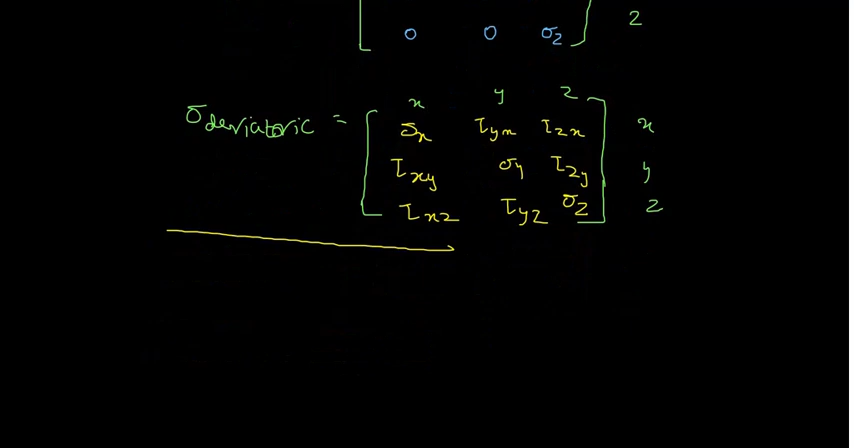 0 0 σ2 2
x y z
σdeviatoric = [ σx τyx τzx ] x
τxy σy τzy y
τxz τyz σz z